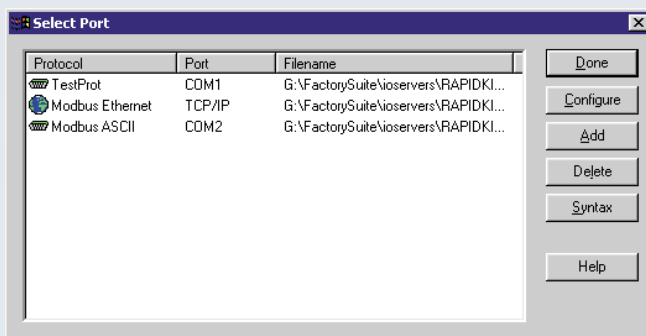 Select Port
Protocol Port Filename
TestProt COM1 G:\FactorySuite\ioservers\RAPIDKI...
Modbus Ethernet TCP/IP G:\FactorySuite\ioservers\RAPIDKI...
Modbus ASCII COM2 G:\FactorySuite\ioservers\RAPIDKI...
Done
Configure
Add
Delete
Syntax
Help